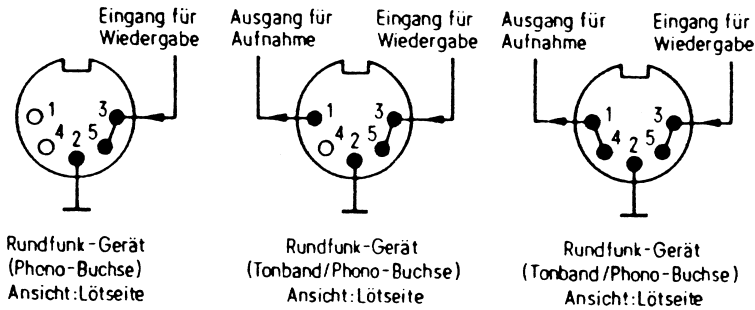 Eingang für
Wiedergabe
1
3
4
2
5
Rundfunk-Gerät
(Phono-Buchse)
Ansicht:Lötseite
Ausgang für
Aufnahme
Eingang für
Wiedergabe
1
3
4
2
5
Rundfunk-Gerät
(Tonband/Phono-Buchse)
Ansicht:Lötseite
Ausgang für
Aufnahme
Eingang für
Wiedergabe
1
3
4
2
5
Rundfunk-Gerät
(Tonband/Phono-Buchse)
Ansicht:Lötseite